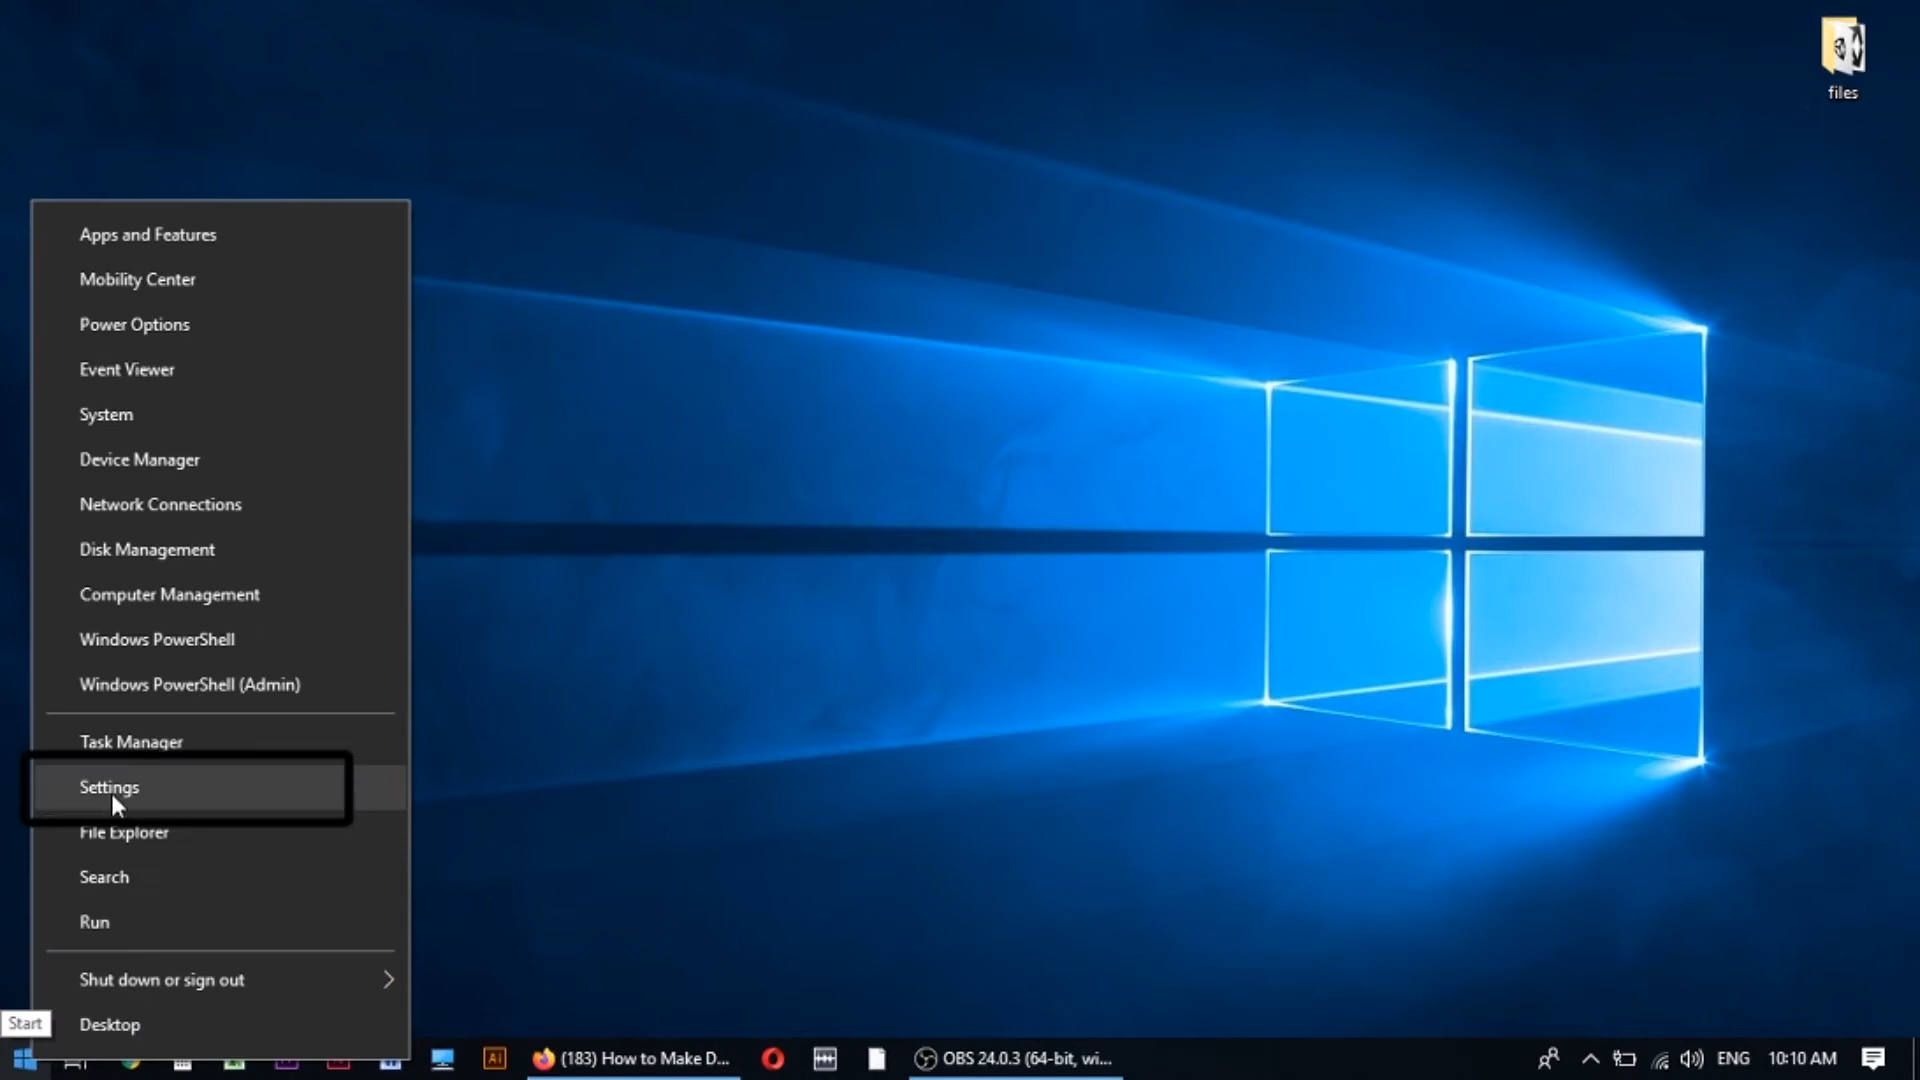 files
Apps and Features
Mobility Center
Power Options
Event Viewer
System
Device Manager
Network Connections
Disk Management
Computer Management
Windows PowerShell
Windows PowerShell (Admin)
Task Manager
Settings
File Explorer
Search
Run
Shut down or sign out
Desktop
Start
Ai
(183) How to Make D...
OBS 24.0.3 (64-bit, wi...
ENG
10:10 AM